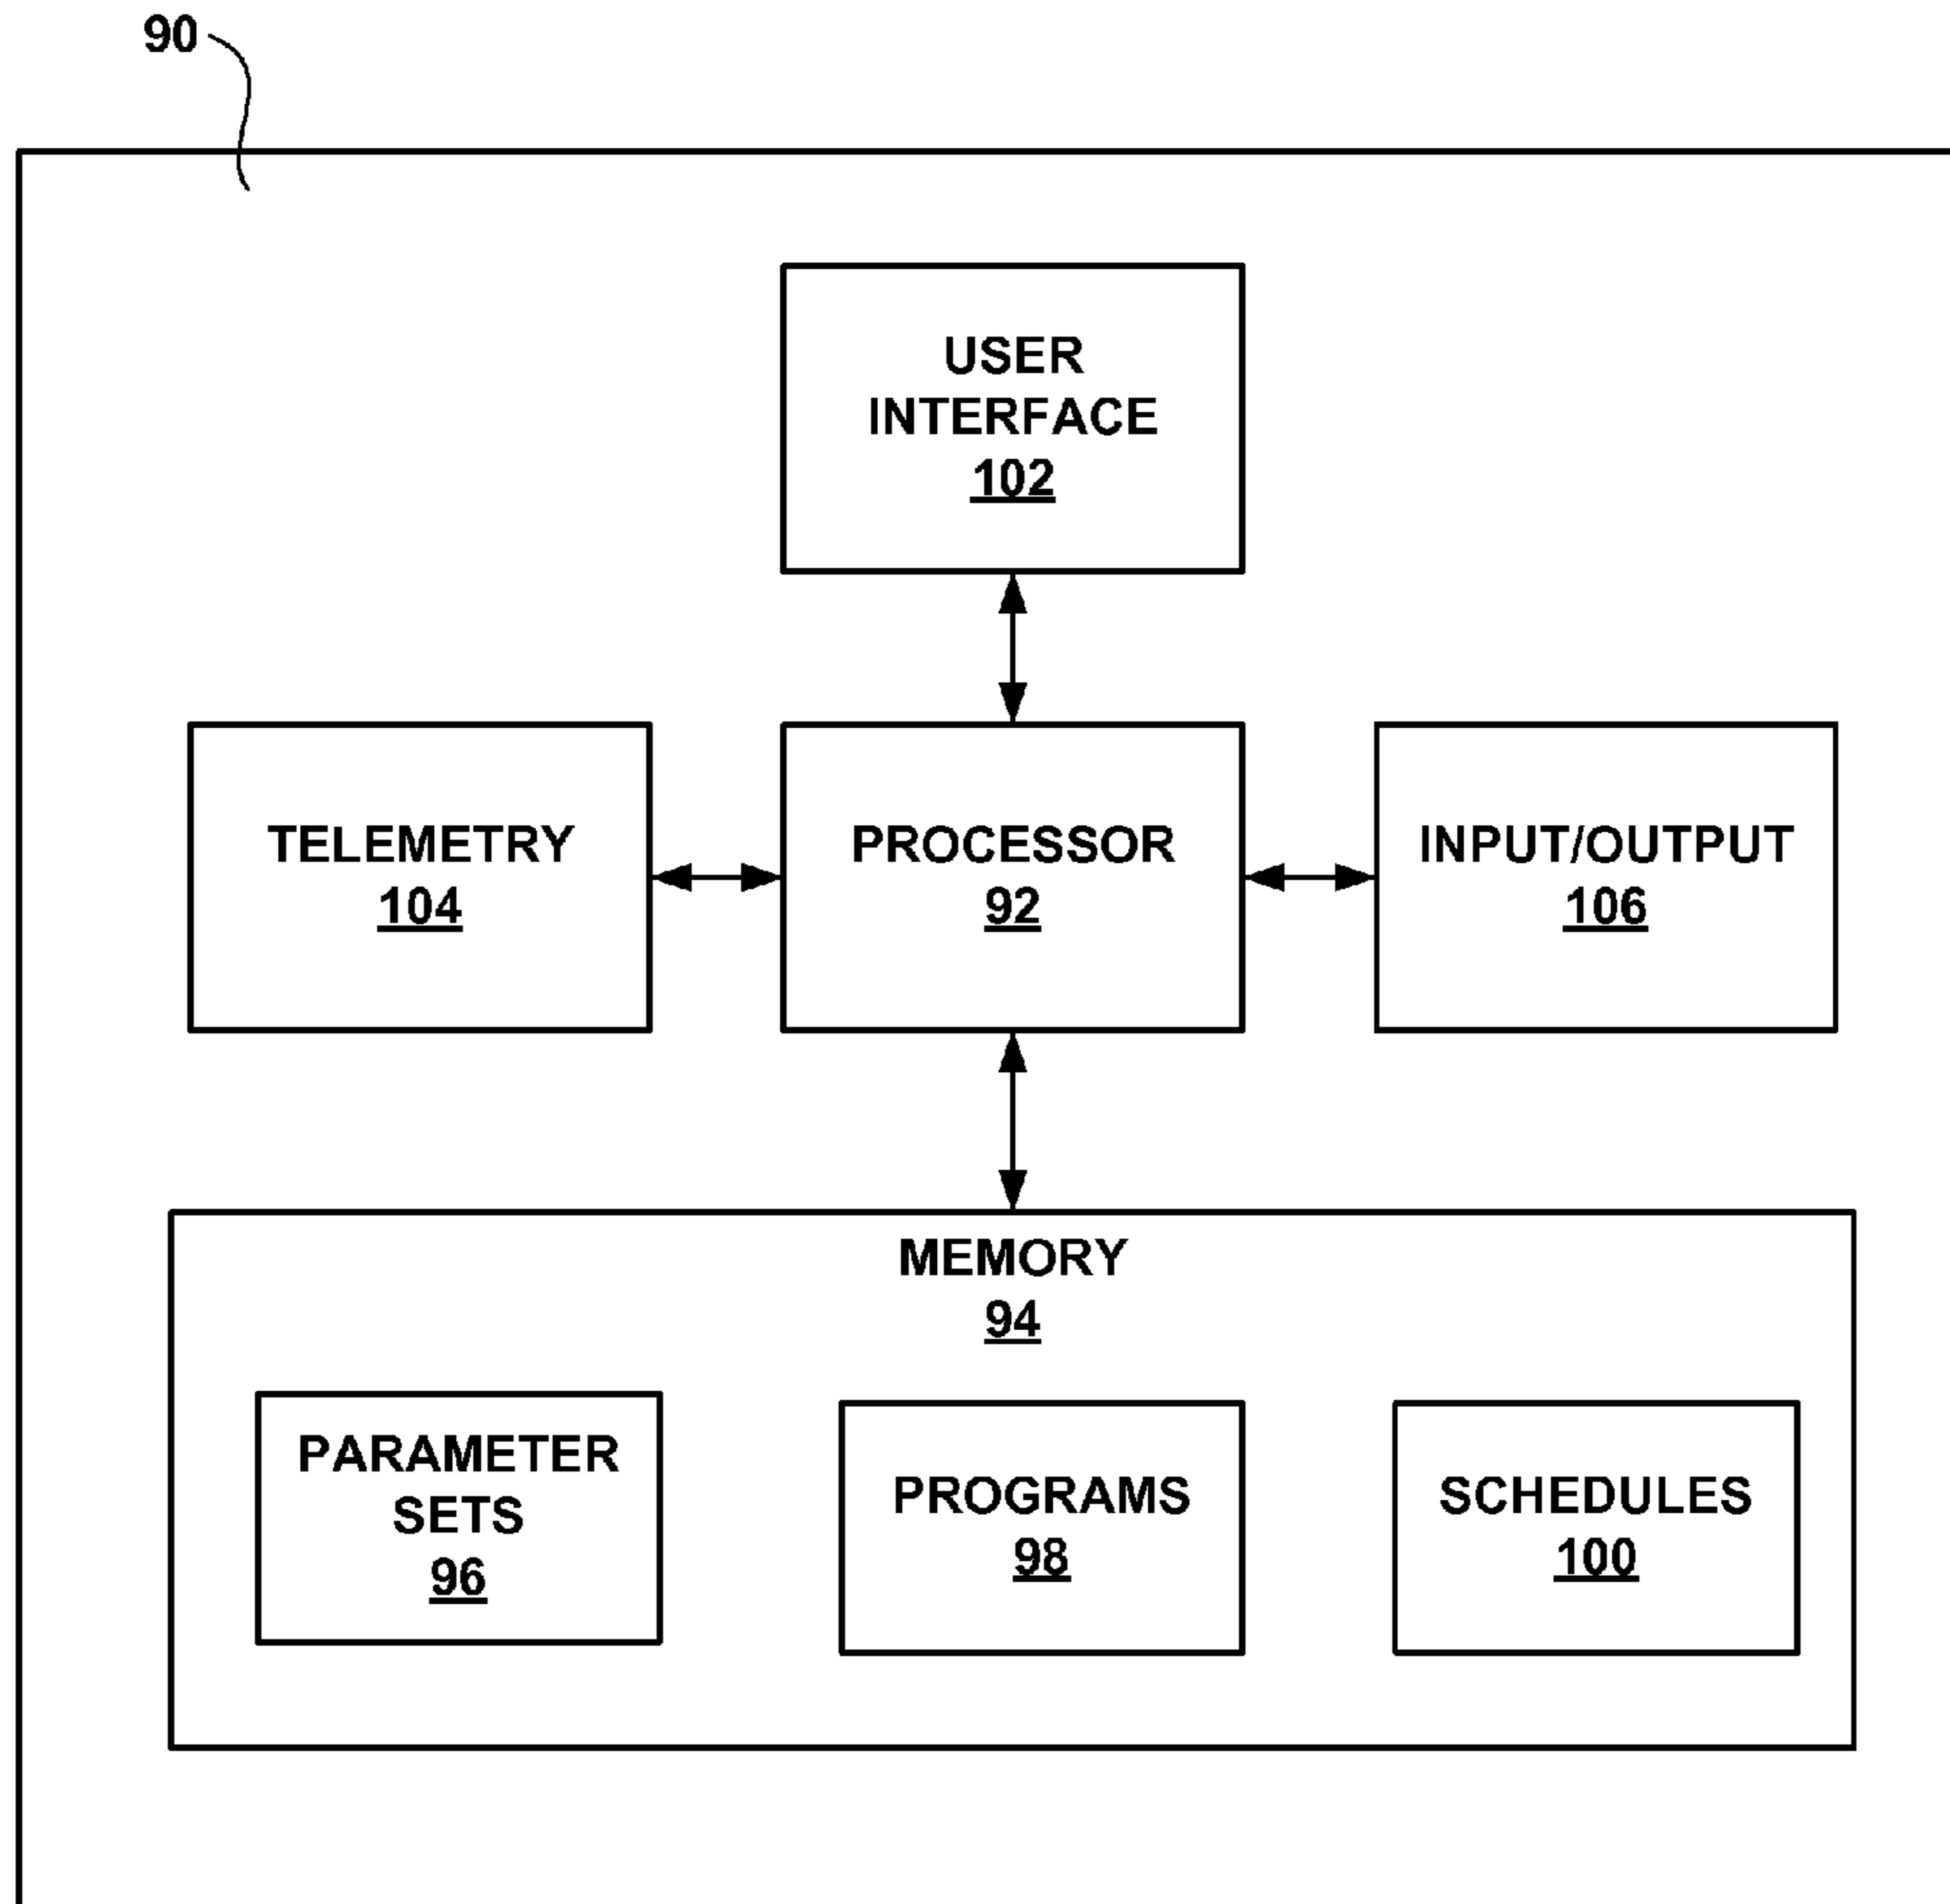 90
USER
INTERFACE
102
TELEMETRY
104
PROCESSOR
92
INPUT/OUTPUT
106
MEMORY
94
PARAMETER
SETS
96
PROGRAMS
98
SCHEDULES
100